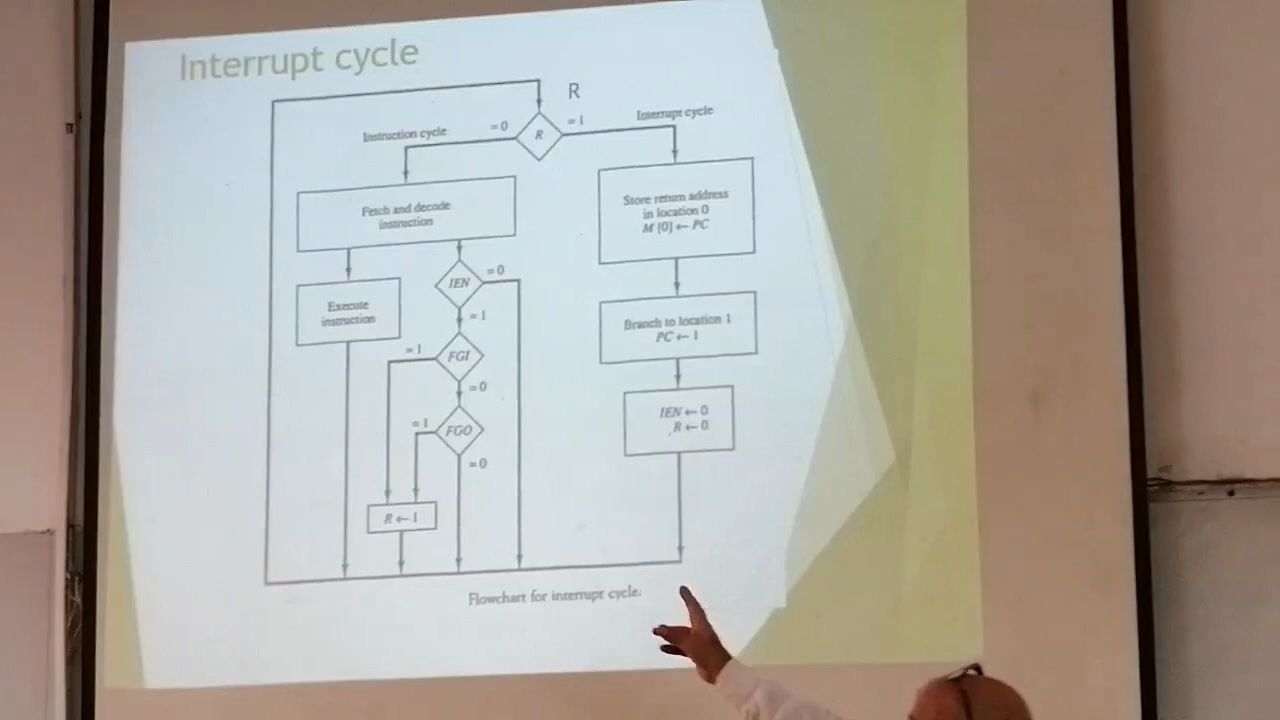 Interrupt cycle
R
Instruction cycle
= 0
R
= 1
Interrupt cycle
Fetch and decode
instruction
Store return address
in location 0
M [0] ← PC
Execute
instruction
IEN
= 0
= 1
Branch to location 1
PC ← 1
= 1
FGI
= 0
IEN ← 0
R ← 0
= 1
FGO
= 0
R ← 1
Flowchart for interrupt cycle.